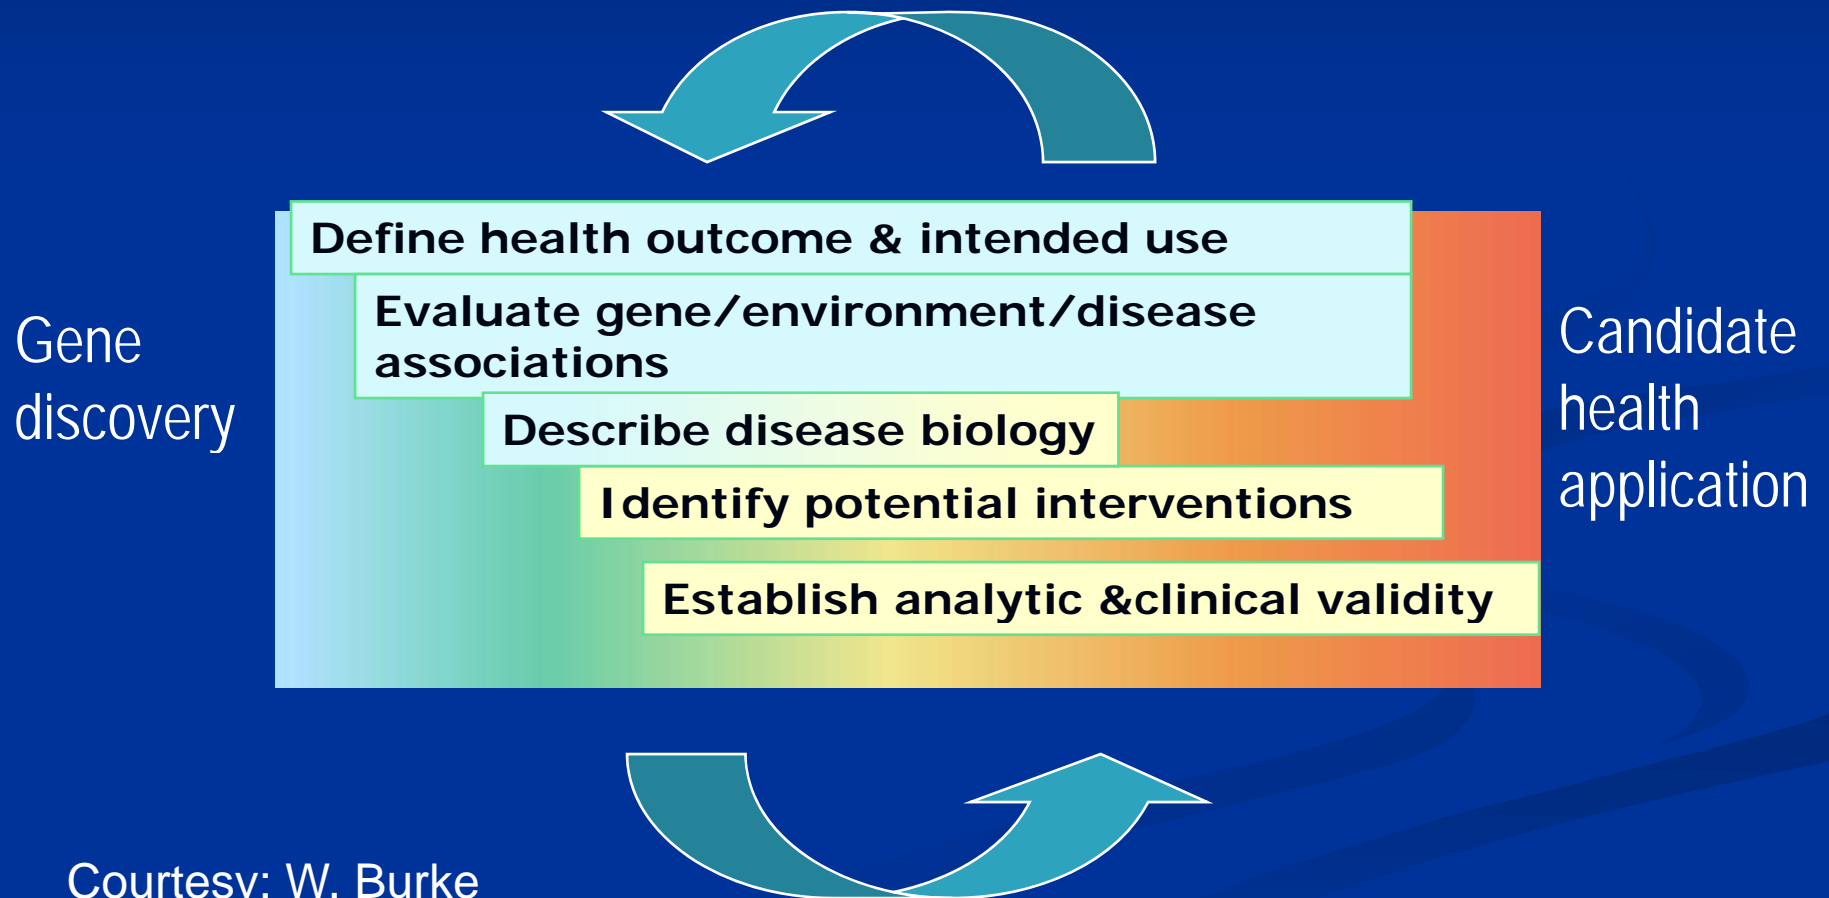 Define health outcome & intended use
Evaluate gene/environment/disease
associations
Describe disease biology
Identify potential interventions
Establish analytic &clinical validity
Gene
discovery
Candidate
health
application
Courtesy: W. Burke